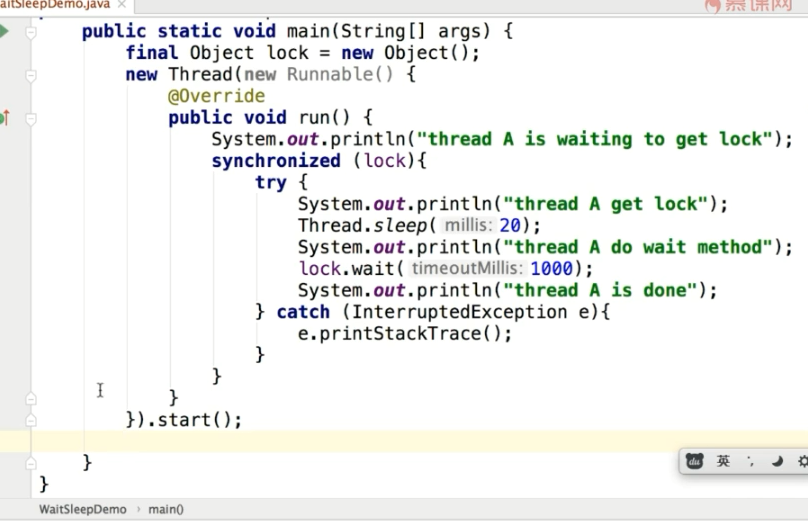 aitSleepDemo.java ×
慕课网
public static void main(String[] args) {
final Object lock = new Object();
new Thread(new Runnable() {
@Override
public void run() {
System.out.println("thread A is waiting to get lock");
synchronized (lock){
try {
System.out.println("thread A get lock");
Thread.sleep( millis: 20);
System.out.println("thread A do wait method");
lock.wait( timeoutMillis: 1000);
System.out.println("thread A is done");
} catch (InterruptedException e){
e.printStackTrace();
}
}
}
}).start();
}
}
du 英
WaitSleepDemo › main()